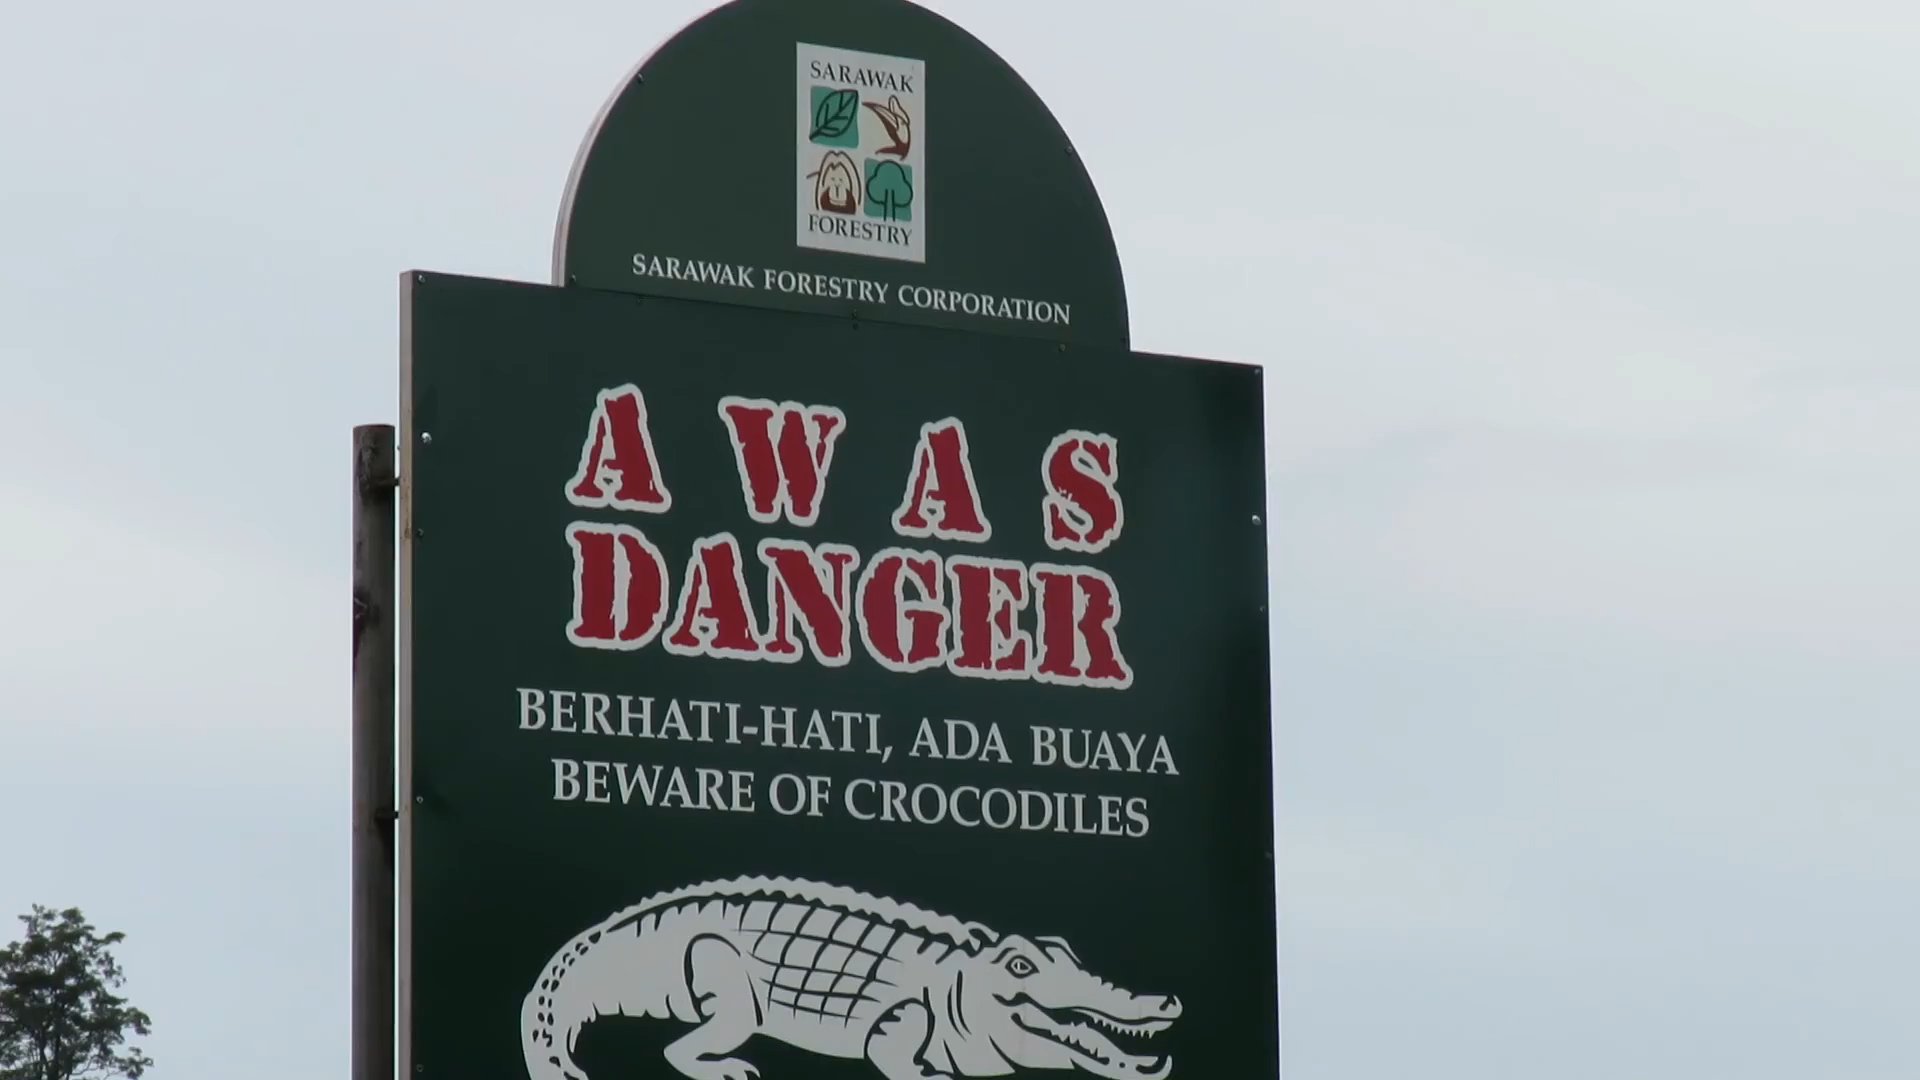 SARAWAK
FORESTRY
SARAWAK FORESTRY CORPORATION
AWAS
DANGER
BERHATI-HATI, ADA BUAYA
BEWARE OF CROCODILES